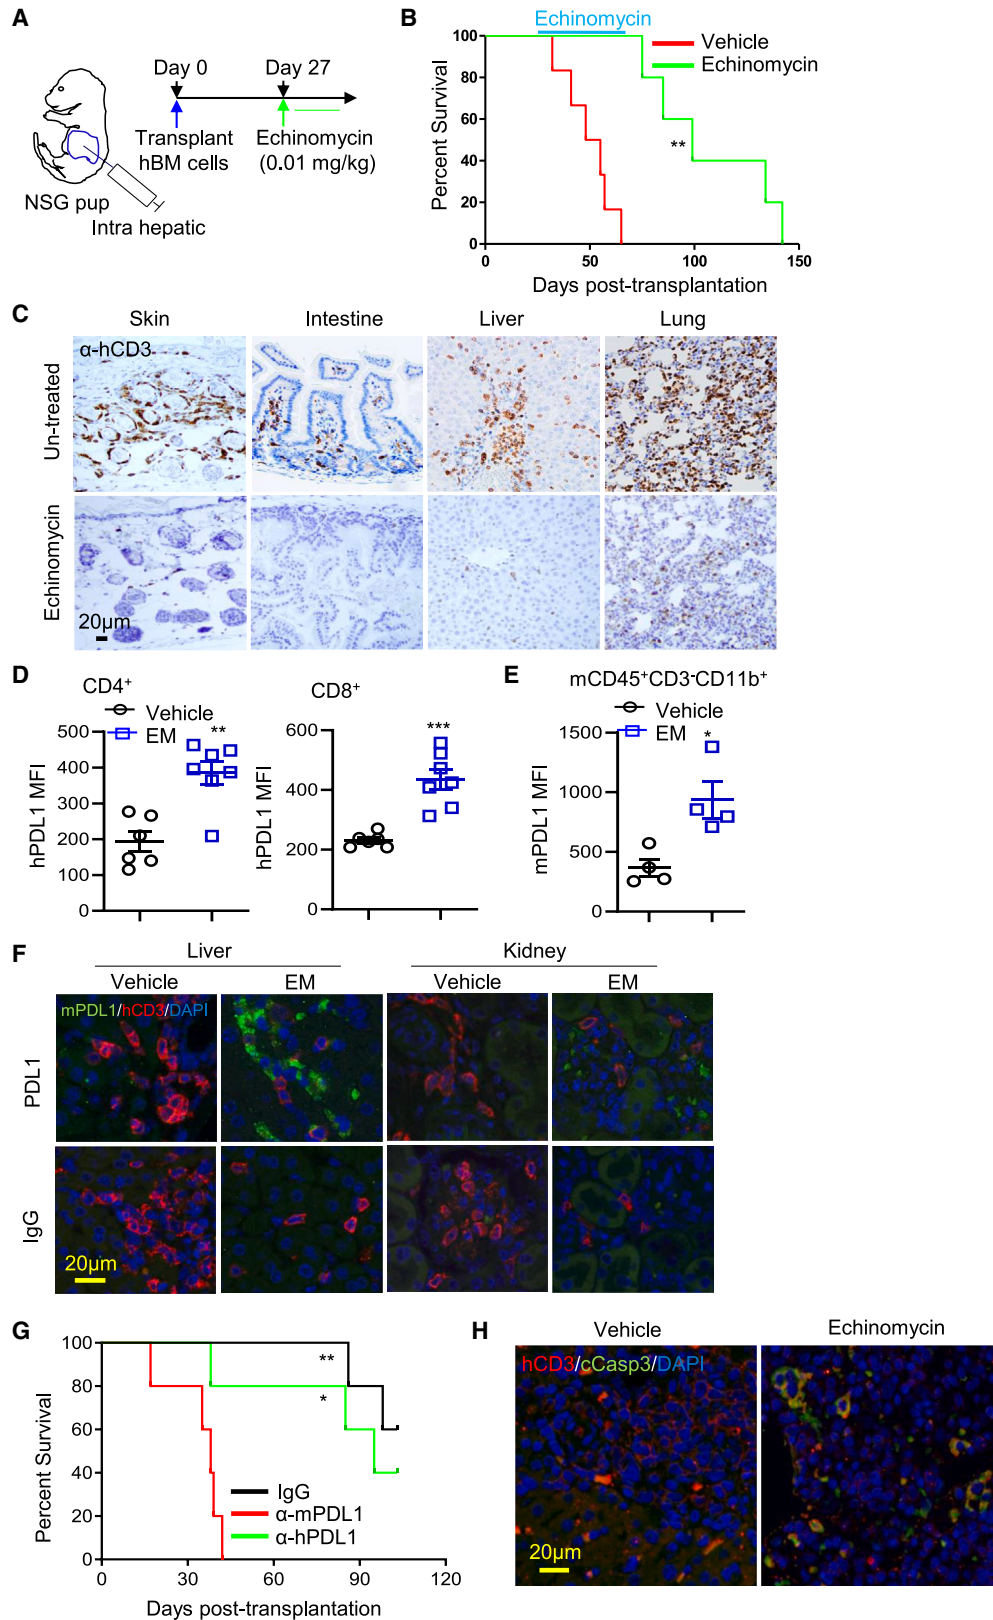 A
Day 0
Day 27
Transplant
hBM cells
Echinomycin
(0.01 mg/kg)
NSG pup
Intra hepatic
B
Echinomycin
Vehicle
Echinomycin
**
Percent Survival
100
80
60
40
20
0
0
50
100
150
Days post-transplantation
C
Skin
Intestine
Liver
Lung
α-hCD3
Un-treated
Echinomycin
20µm
D
CD4⁺
Vehicle
EM
**
hPDL1 MFI
500
400
300
200
100
0
CD8⁺
***
hPDL1 MFI
600
400
200
0
E
mCD45⁺CD3⁻CD11b⁺
Vehicle
EM
*
mPDL1 MFI
1500
1000
500
0
F
Liver
Kidney
Vehicle
EM
Vehicle
EM
mPDL1/hCD3/DAPI
PDL1
IgG
20µm
G
**
*
IgG
α-mPDL1
α-hPDL1
Percent Survival
100
80
60
40
20
0
0
30
60
90
120
Days post-transplantation
H
Vehicle
Echinomycin
hCD3/cCasp3/DAPI
20µm